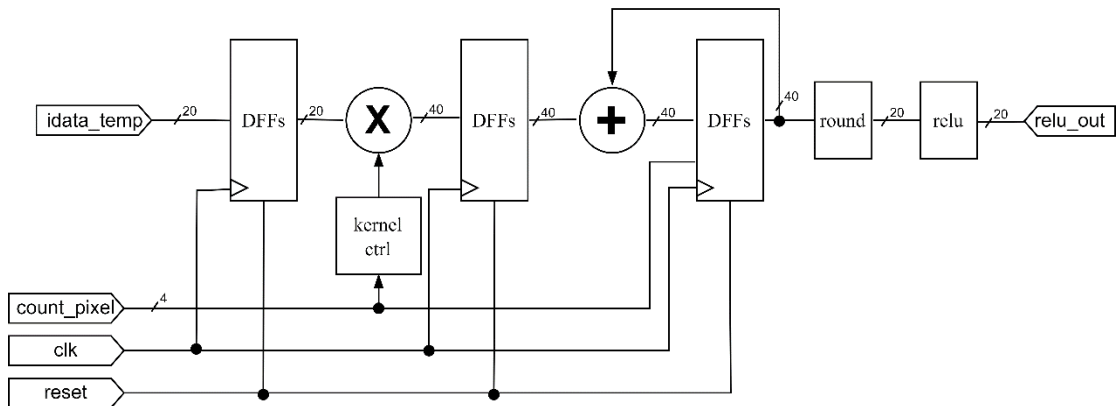 40
20
20
40
40
40
20
20
idata_temp
DFFs
X
DFFs
+
DFFs
round
relu
relu_out
kernel
ctrl
4
count_pixel
clk
reset